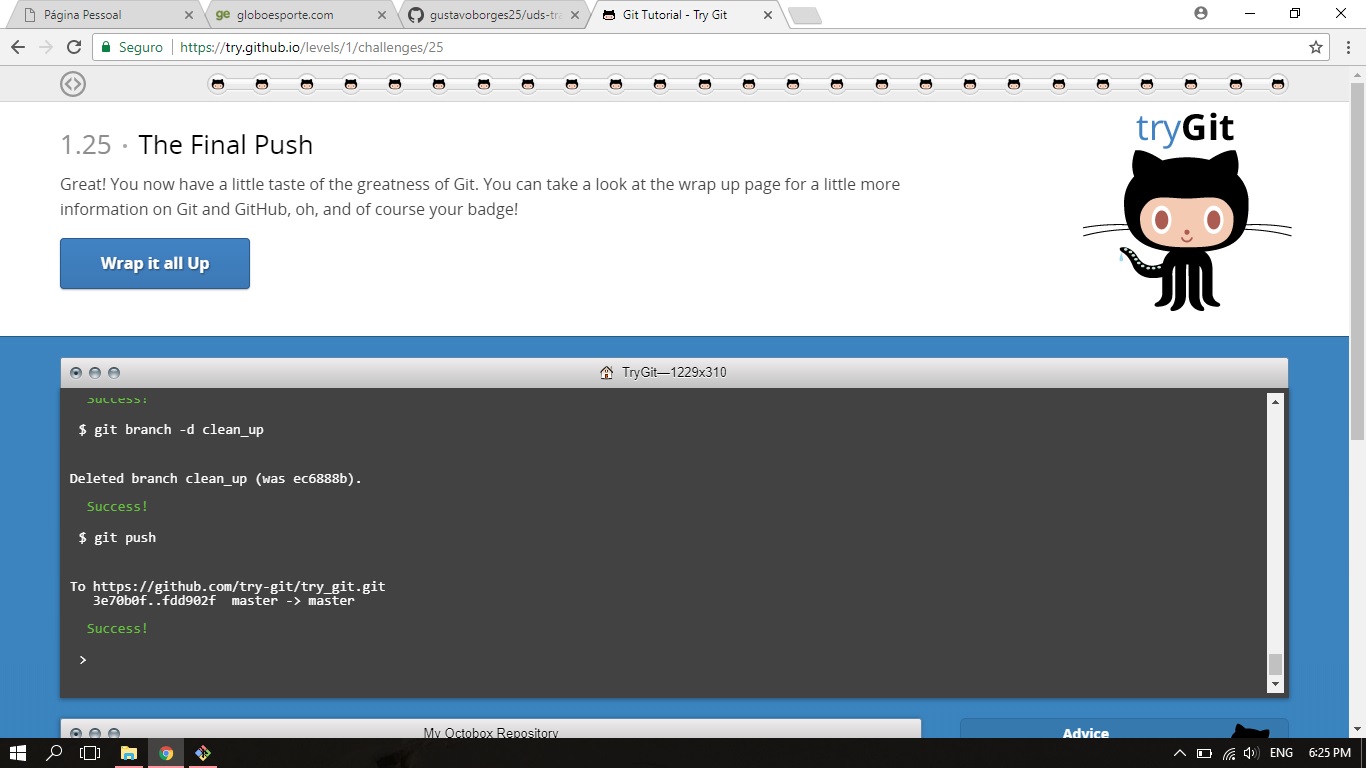 Página Pessoal
globoesporte.com
gustavoborges25/uds-tra
Git Tutorial - Try Git
Seguro
https://try.github.io/levels/1/challenges/25
1.25 · The Final Push
tryGit
Great! You now have a little taste of the greatness of Git. You can take a look at the wrap up page for a little more
information on Git and GitHub, oh, and of course your badge!
Wrap it all Up
TryGit—1229x310
Success!
$ git branch -d clean_up
Deleted branch clean_up (was ec6888b).
Success!
$ git push
To https://github.com/try-git/try_git.git
3e70b0f..fdd902f  master -> master
Success!
>
My Octobox Repository
Advice
ENG
6:25 PM